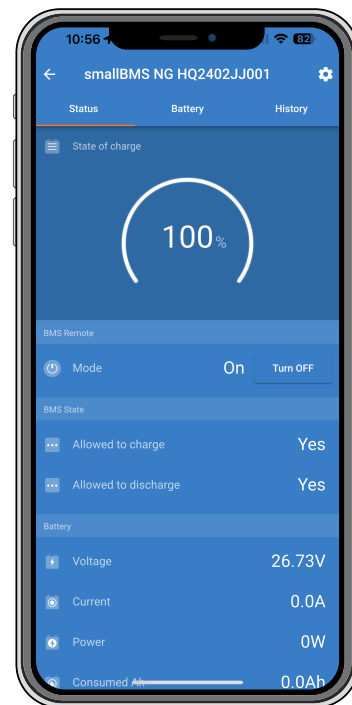 10:56 82
smallBMS NG HQ2402JJ001
Status Battery History
State of charge
100%
BMS Remote
Mode On Turn OFF
BMS State
Allowed to charge Yes
Allowed to discharge Yes
Battery
Voltage 26.73V
Current 0.0A
Power 0W
Consumed Ah 0.0Ah